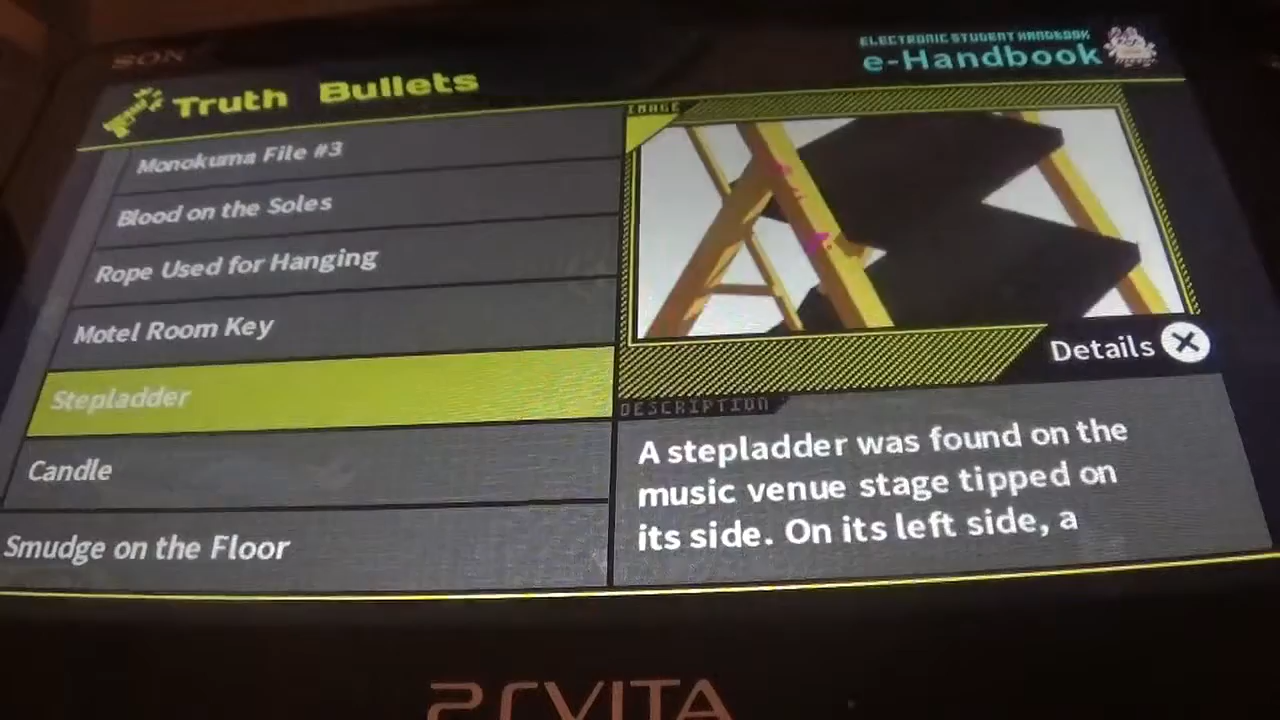 SONY
ELECTRONIC STUDENT HANDBOOK
e-Handbook
Truth Bullets
IMAGE
Monokuma File #3
Blood on the Soles
Rope Used for Hanging
Motel Room Key
Stepladder
Candle
Smudge on the Floor
Details
DESCRIPTION
A stepladder was found on the
music venue stage tipped on
its side. On its left side, a
PSVITA